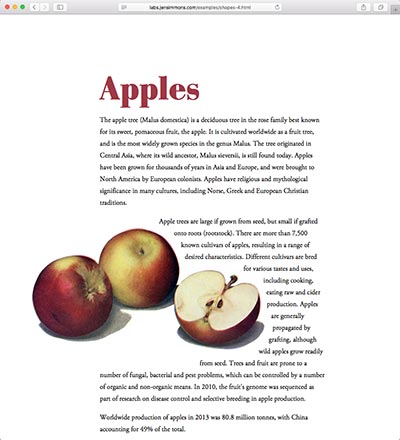 labs.jensimmons.com/examples/shapes-4.html
Apples
The apple tree (Malus domestica) is a deciduous tree in the rose family best known
for its sweet, pomaceous fruit, the apple. It is cultivated worldwide as a fruit tree,
and is the most widely grown species in the genus Malus. The tree originated in
Central Asia, where its wild ancestor, Malus sieversii, is still found today. Apples
have been grown for thousands of years in Asia and Europe, and were brought to
North America by European colonists. Apples have religious and mythological
significance in many cultures, including Norse, Greek and European Christian
traditions.
Apple trees are large if grown from seed, but small if grafted
onto roots (rootstock). There are more than 7,500
known cultivars of apples, resulting in a range of
desired characteristics. Different cultivars are bred
for various tastes and uses,
including cooking,
eating raw and cider
production. Apples
are generally
propagated by
grafting, although
wild apples grow readily
from seed. Trees and fruit are prone to a
number of fungal, bacterial and pest problems, which can be controlled by a number
of organic and non-organic means. In 2010, the fruit's genome was sequenced as
part of research on disease control and selective breeding in apple production.
Worldwide production of apples in 2013 was 80.8 million tonnes, with China
accounting for 49% of the total.